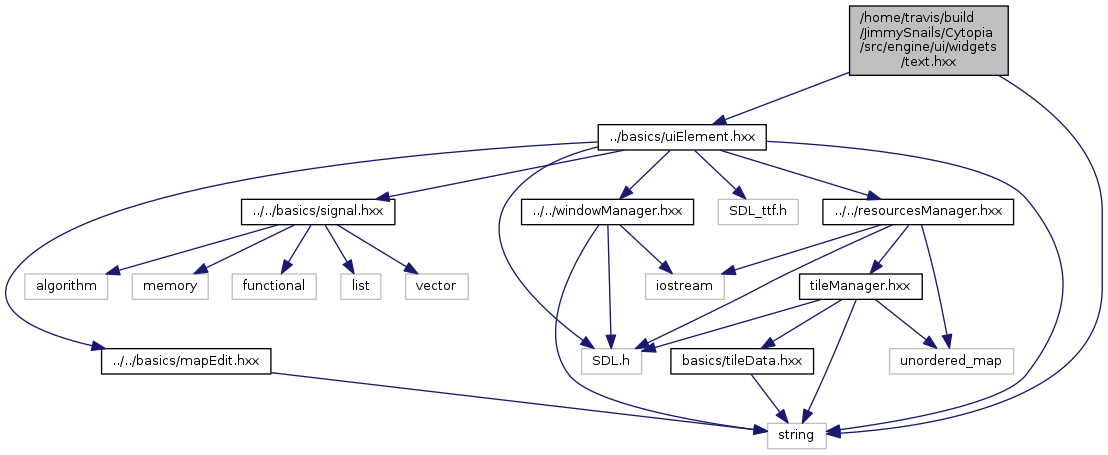 /home/travis/build
/JimmySnails/Cytopia
/src/engine/ui/widgets
/text.hxx
../basics/uiElement.hxx
../../basics/signal.hxx
../../windowManager.hxx
SDL_ttf.h
../../resourcesManager.hxx
algorithm
memory
functional
list
vector
iostream
tileManager.hxx
../../basics/mapEdit.hxx
SDL.h
basics/tileData.hxx
unordered_map
string